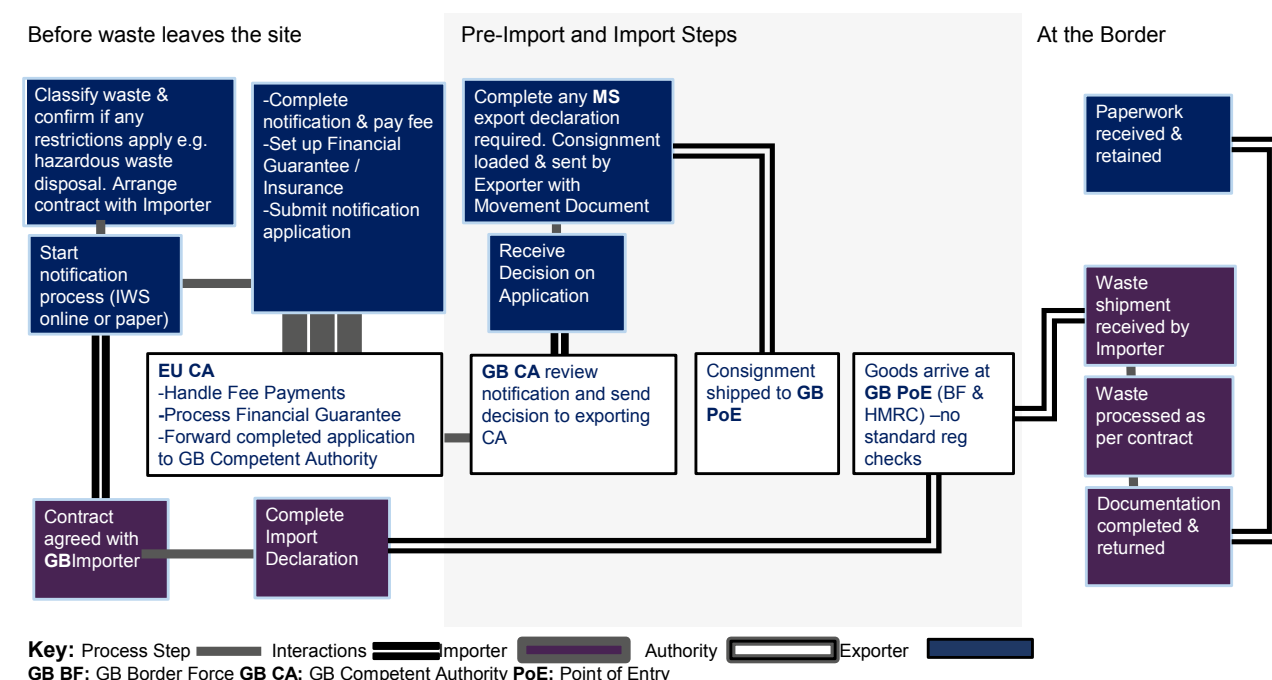 Before waste leaves the site
Pre-Import and Import Steps
At the Border
Classify waste &
confirm if any
restrictions apply e.g.
hazardous waste
disposal. Arrange
contract with Importer
-Complete
notification & pay fee
-Set up Financial
Guarantee /
Insurance
-Submit notification
application
Start
notification
process (IWS
online or paper)
EU CA
-Handle Fee Payments
-Process Financial Guarantee
-Forward completed application
to GB Competent Authority
Contract
agreed with
GBImporter
Complete
Import
Declaration
Complete any MS
export declaration
required. Consignment
loaded & sent by
Exporter with
Movement Document
Receive
Decision on
Application
GB CA review
notification and send
decision to exporting
CA
Consignment
shipped to GB
PoE
Goods arrive at
GB PoE (BF &
HMRC) –no
standard reg
checks
Paperwork
received &
retained
Waste
shipment
received by
Importer
Waste
processed as
per contract
Documentation
completed &
returned
Key: Process Step Interactions Importer Authority Exporter
GB BF: GB Border Force GB CA: GB Competent Authority PoE: Point of Entry